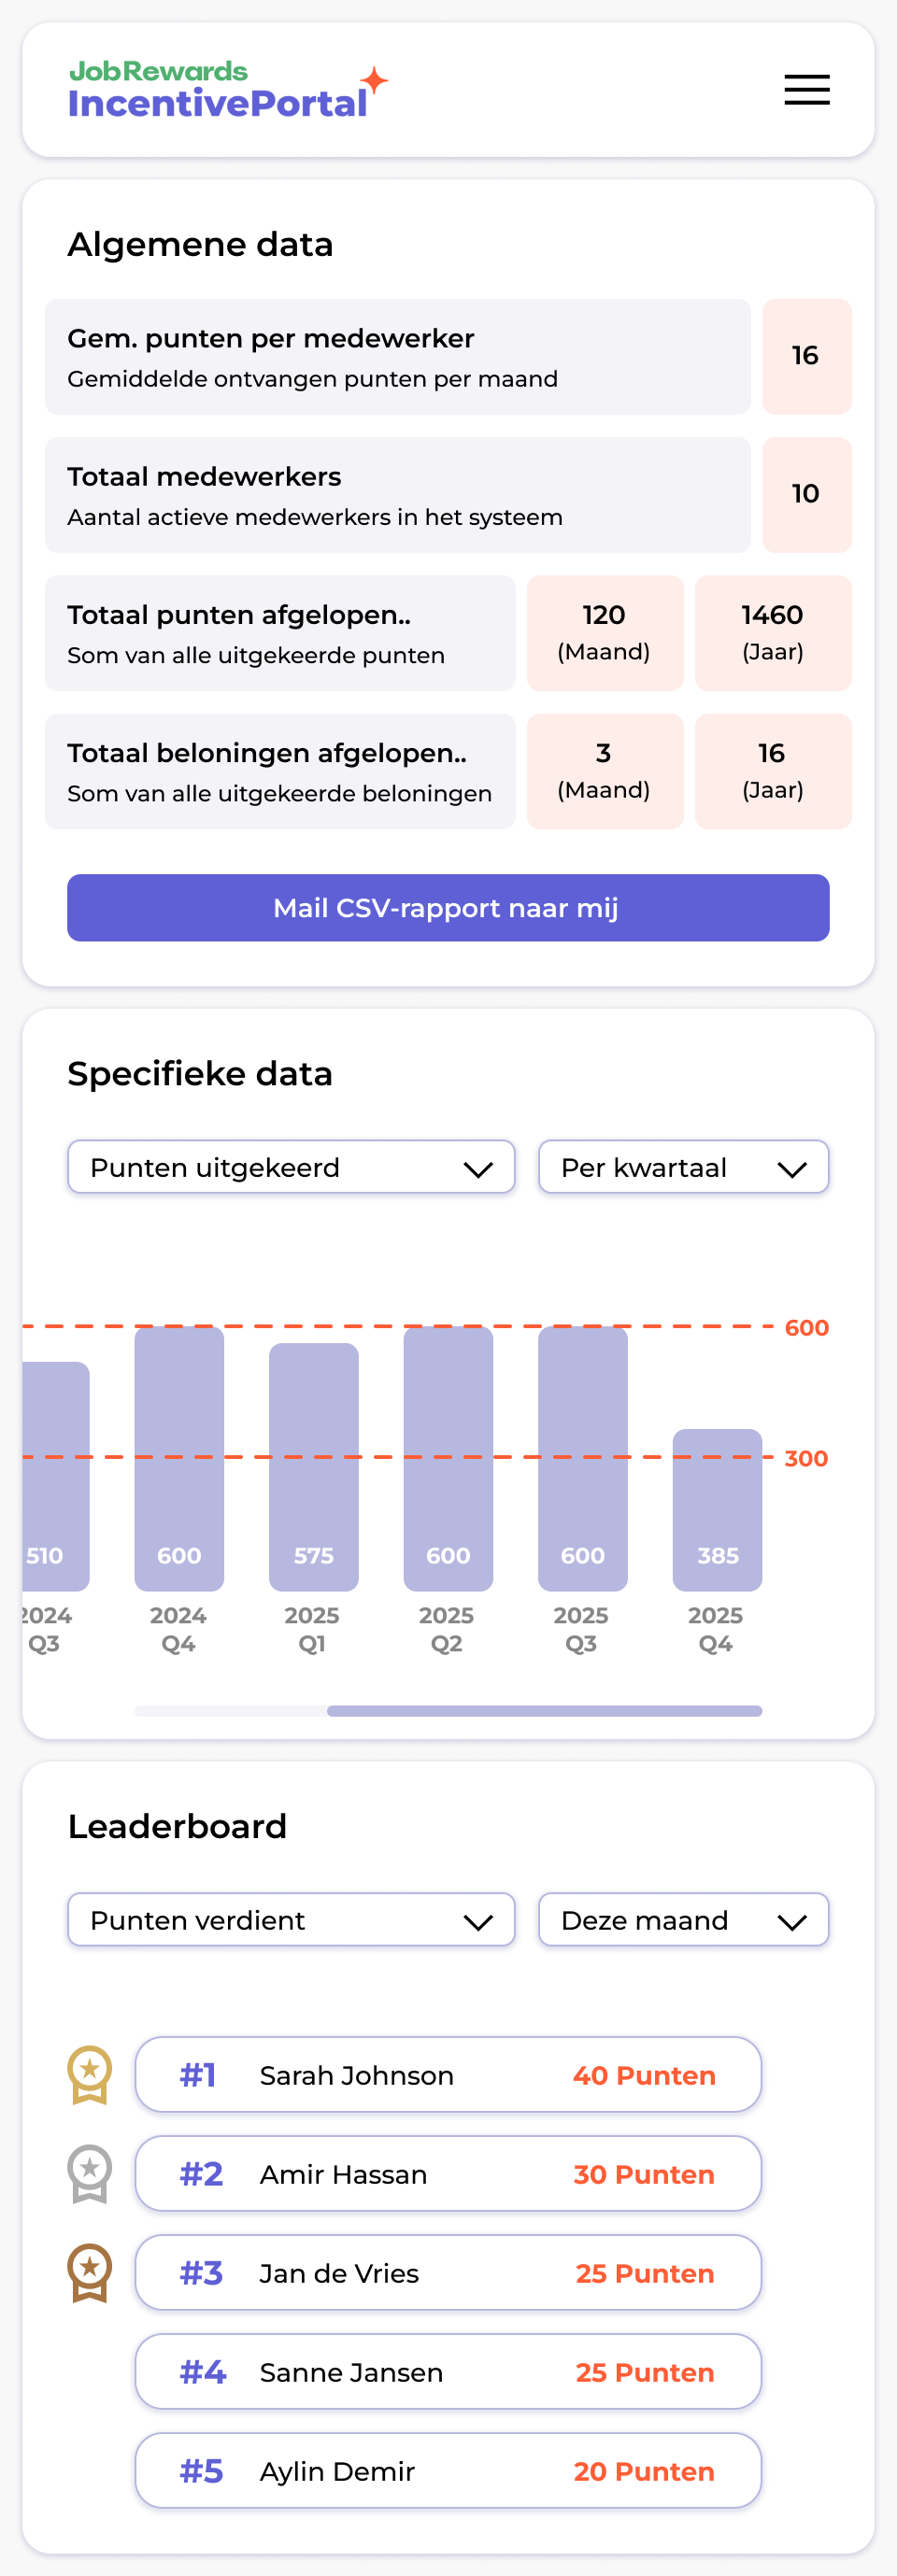 JobRewards
IncentivePortal
Algemene data
Gem. punten per medewerker
Gemiddelde ontvangen punten per maand
16
Totaal medewerkers
Aantal actieve medewerkers in het systeem
10
Totaal punten afgelopen..
Som van alle uitgekeerde punten
120
(Maand)
1460
(Jaar)
Totaal beloningen afgelopen..
Som van alle uitgekeerde beloningen
3
(Maand)
16
(Jaar)
Mail CSV-rapport naar mij
Specifieke data
Punten uitgekeerd
Per kwartaal
600
300
510
600
575
600
600
385
2024
Q3
2024
Q4
2025
Q1
2025
Q2
2025
Q3
2025
Q4
Leaderboard
Punten verdient
Deze maand
#1 Sarah Johnson 40 Punten
#2 Amir Hassan 30 Punten
#3 Jan de Vries 25 Punten
#4 Sanne Jansen 25 Punten
#5 Aylin Demir 20 Punten